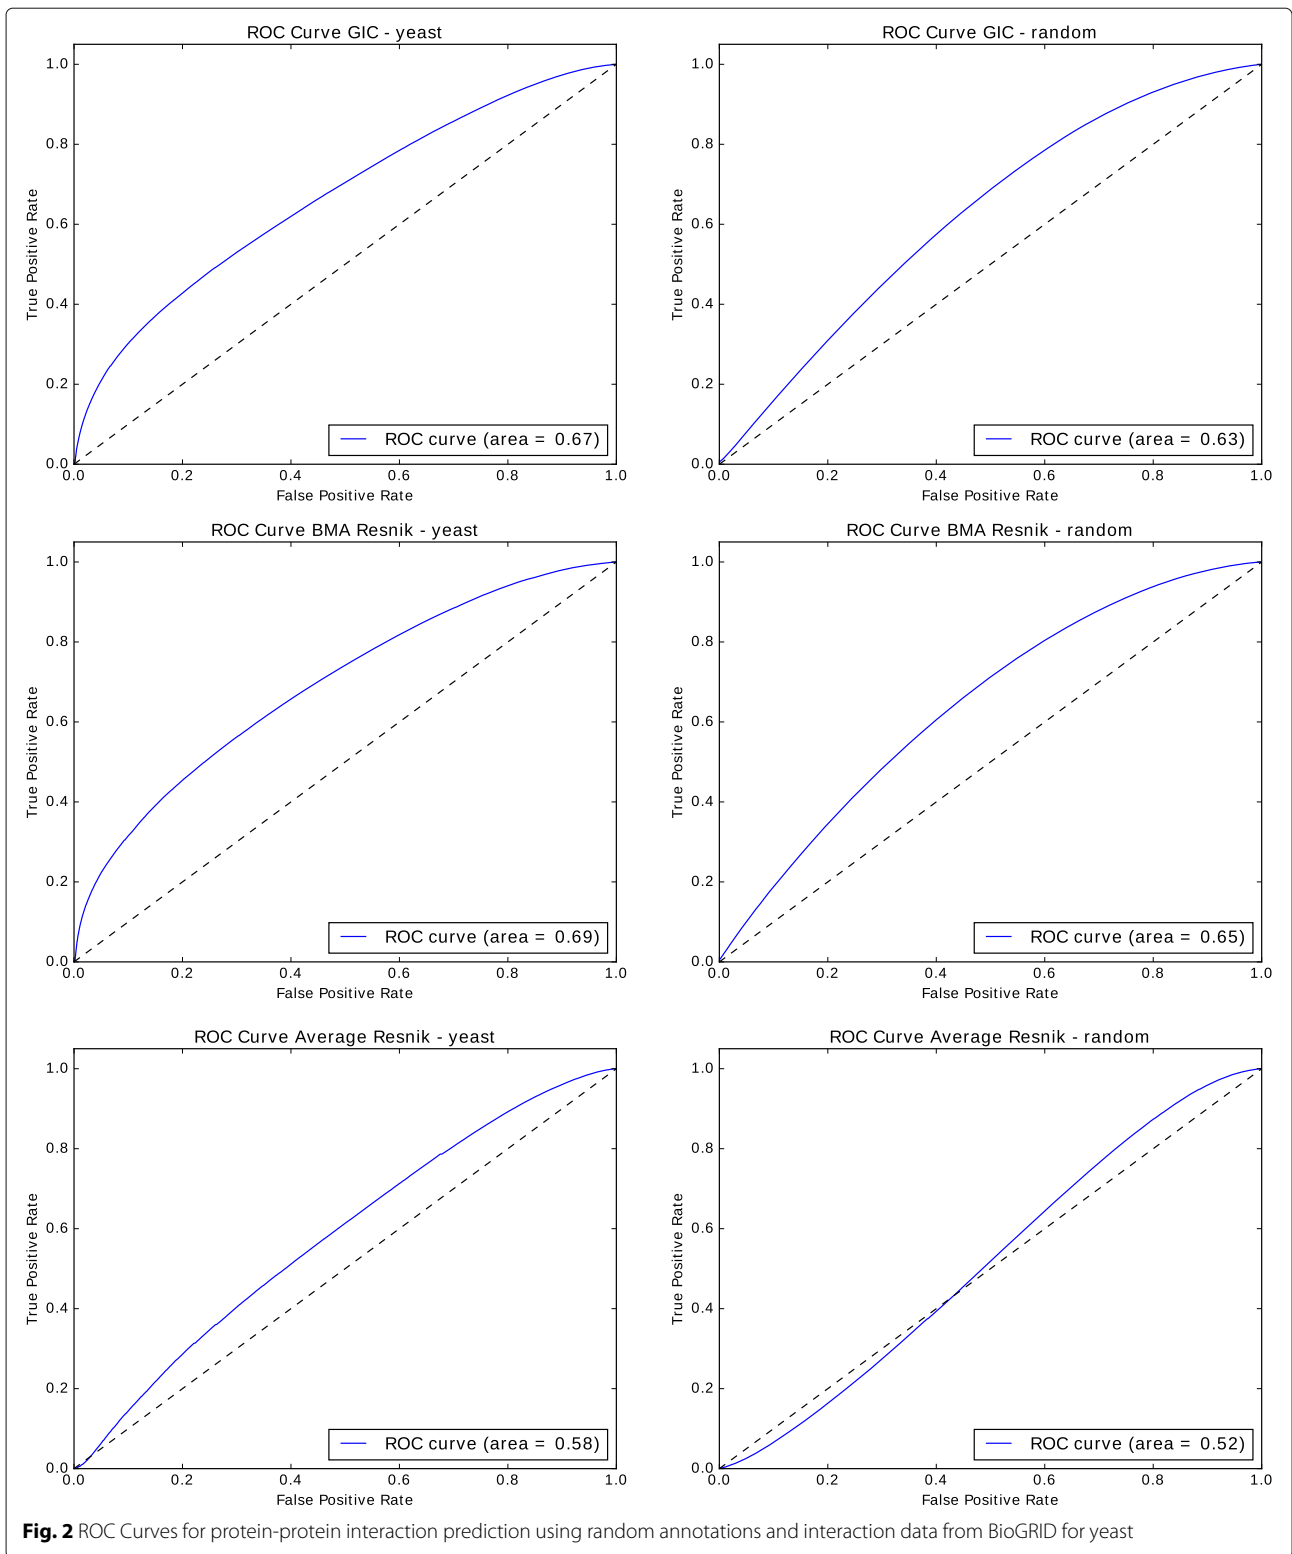 ROC Curve GIC - yeast
1.0
0.8
0.6
0.4
0.2
0.0
True Positive Rate
ROC curve (area = 0.67)
0.0 0.2 0.4 0.6 0.8 1.0
False Positive Rate
ROC Curve GIC - random
1.0
0.8
0.6
0.4
0.2
0.0
True Positive Rate
ROC curve (area = 0.63)
0.0 0.2 0.4 0.6 0.8 1.0
False Positive Rate
ROC Curve BMA Resnik - yeast
1.0
0.8
0.6
0.4
0.2
0.0
True Positive Rate
ROC curve (area = 0.69)
0.0 0.2 0.4 0.6 0.8 1.0
False Positive Rate
ROC Curve BMA Resnik - random
1.0
0.8
0.6
0.4
0.2
0.0
True Positive Rate
ROC curve (area = 0.65)
0.0 0.2 0.4 0.6 0.8 1.0
False Positive Rate
ROC Curve Average Resnik - yeast
1.0
0.8
0.6
0.4
0.2
0.0
True Positive Rate
ROC curve (area = 0.58)
0.0 0.2 0.4 0.6 0.8 1.0
False Positive Rate
ROC Curve Average Resnik - random
1.0
0.8
0.6
0.4
0.2
0.0
True Positive Rate
ROC curve (area = 0.52)
0.0 0.2 0.4 0.6 0.8 1.0
False Positive Rate
Fig. 2 ROC Curves for protein-protein interaction prediction using random annotations and interaction data from BioGRID for yeast